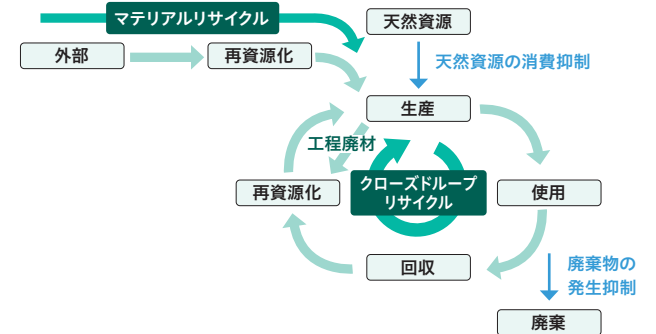 マテリアルリサイクル
天然資源
外部
再資源化
天然資源の消費抑制
生産
工程廃材
再資源化
クローズドループ
リサイクル
使用
回収
廃棄物の
発生抑制
廃棄